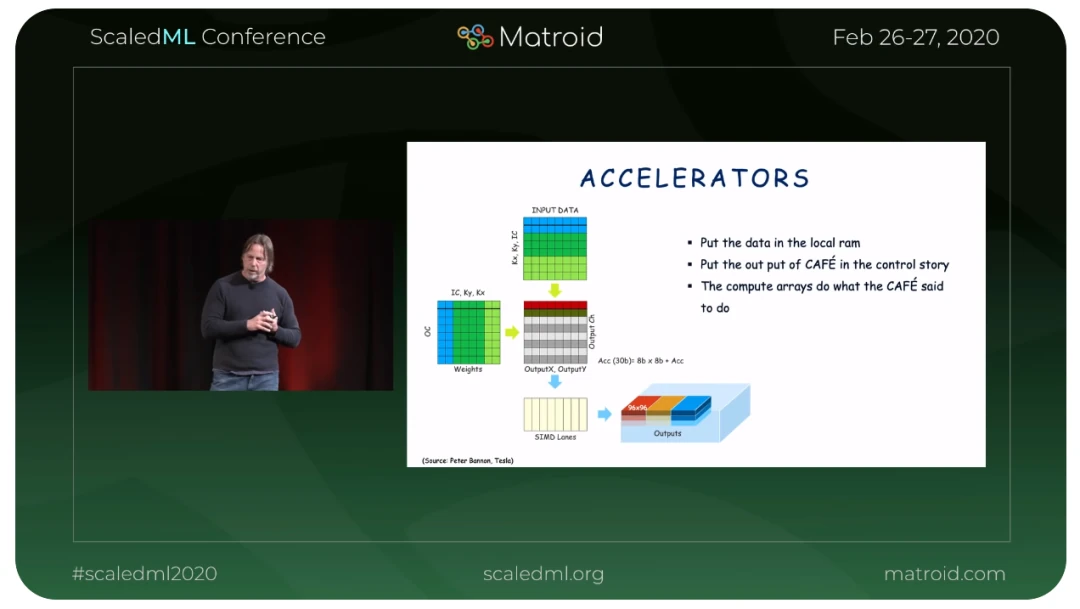 ScaledML Conference
Matroid
Feb 26-27, 2020
ACCELERATORS
INPUT DATA
Kx, Ky, IC
IC, Ky, Kx
OC
Weights
Output Ch
OutputX, OutputY
Acc (30b)= 8b x 8b + Acc
SIMD Lanes
96x96
Outputs
(Source: Peter Bannon, Tesla)
▪ Put the data in the local ram
▪ Put the out put of CAFÉ in the control story
▪ The compute arrays do what the CAFÉ said
to do
#scaledml2020
scaledml.org
matroid.com